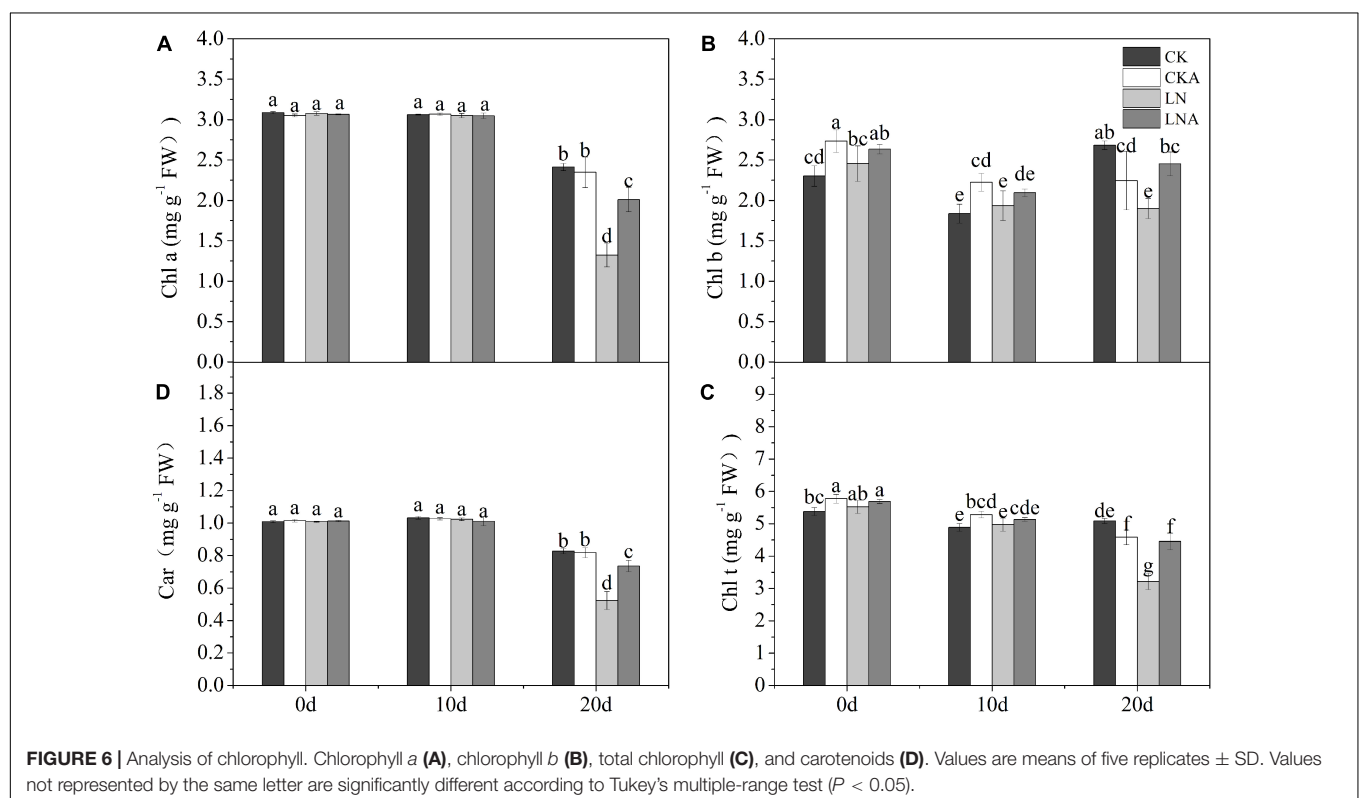 A
4.0
3.5
3.0
2.5
2.0
1.5
1.0
0.5
0.0
Chl a (mg g-1 FW））
a a a a
a a a a
b b d c
B
4.0
3.5
3.0
2.5
2.0
1.5
1.0
0.5
0.0
Chl b (mg g-1 FW））
CK
CKA
LN
LNA
cd a bc ab
e cd e de
ab cd e bc
D
1.8
1.6
1.4
1.2
1.0
0.8
0.6
0.4
0.2
0.0
Car（mg g-1 FW）
a a a a
a a a a
b b d c
0d 10d 20d
C
9
8
7
6
5
4
3
2
1
0
Chl t (mg g-1 FW））
bc a ab a
e bcd e cde
de f g f
0d 10d 20d
FIGURE 6 | Analysis of chlorophyll. Chlorophyll a (A), chlorophyll b (B), total chlorophyll (C), and carotenoids (D). Values are means of five replicates ± SD. Values
not represented by the same letter are significantly different according to Tukey's multiple-range test (P < 0.05).